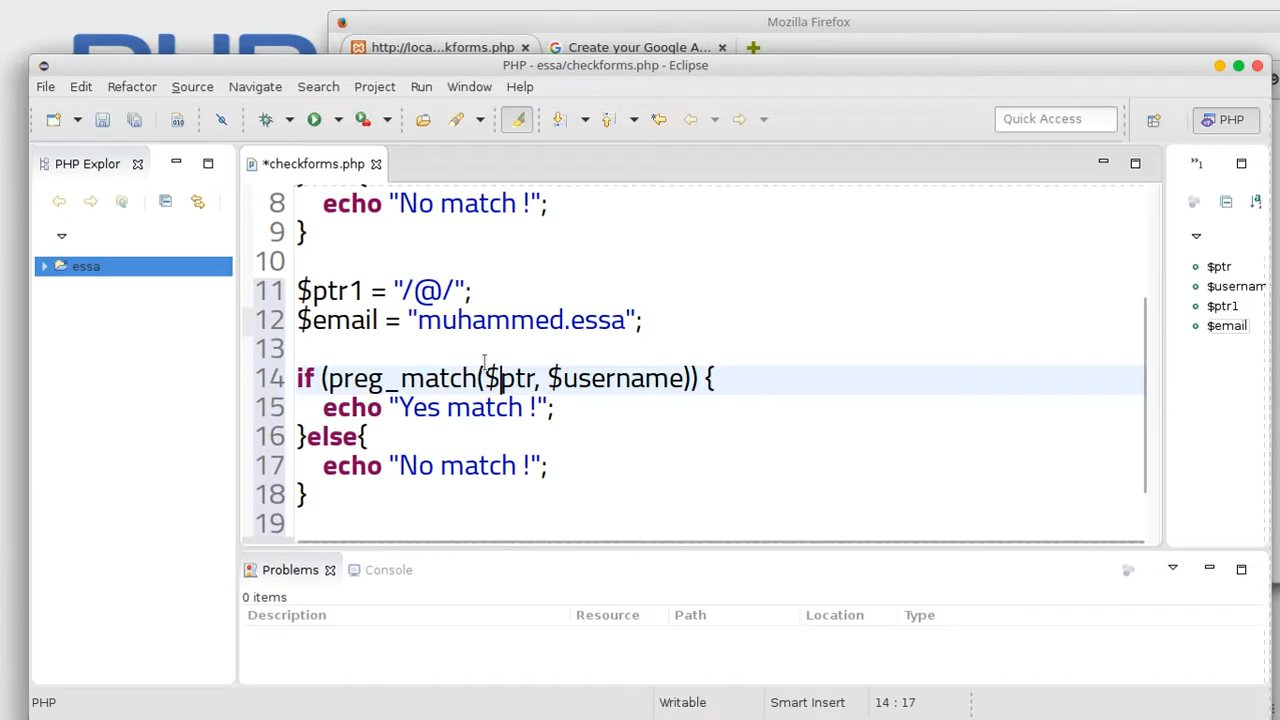 PHP
Mozilla Firefox
http://loca...kforms.php
Create your Google A...
PHP - essa/checkforms.php - Eclipse
File Edit Refactor Source Navigate Search Project Run Window Help
Quick Access
PHP
PHP Explor
*checkforms.php
»1
essa
8 echo "No match !";
9 }
10
11 $ptr1 = "/@/";
12 $email = "muhammed.essa";
13
14 if (preg_match($ptr, $username)) {
15 echo "Yes match !";
16 }else{
17 echo "No match !";
18 }
19
$ptr
$usernam
$ptr1
$email
Problems
Console
0 items
Description Resource Path Location Type
PHP
Writable
Smart Insert
14 : 17